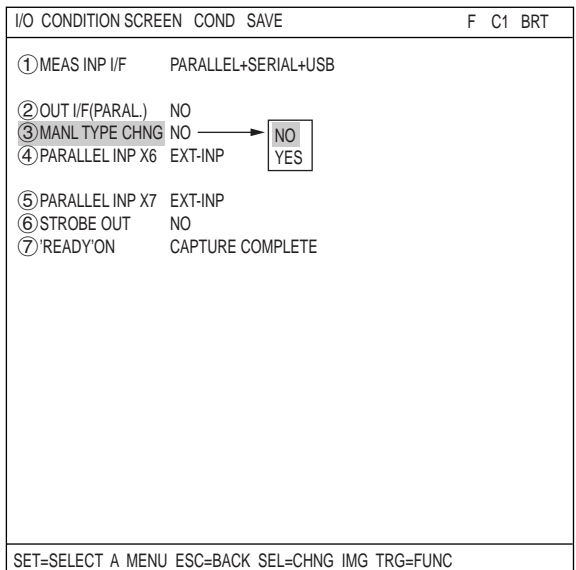 I/O CONDITION SCREEN COND SAVE F C1 BRT
①MEAS INP I/F PARALLEL+SERIAL+USB
②OUT I/F(PARAL.) NO
③MANL TYPE CHNG NO NO
④PARALLEL INP X6 EXT-INP YES
⑤PARALLEL INP X7 EXT-INP
⑥STROBE OUT NO
⑦'READY'ON CAPTURE COMPLETE
SET=SELECT A MENU ESC=BACK SEL=CHNG IMG TRG=FUNC